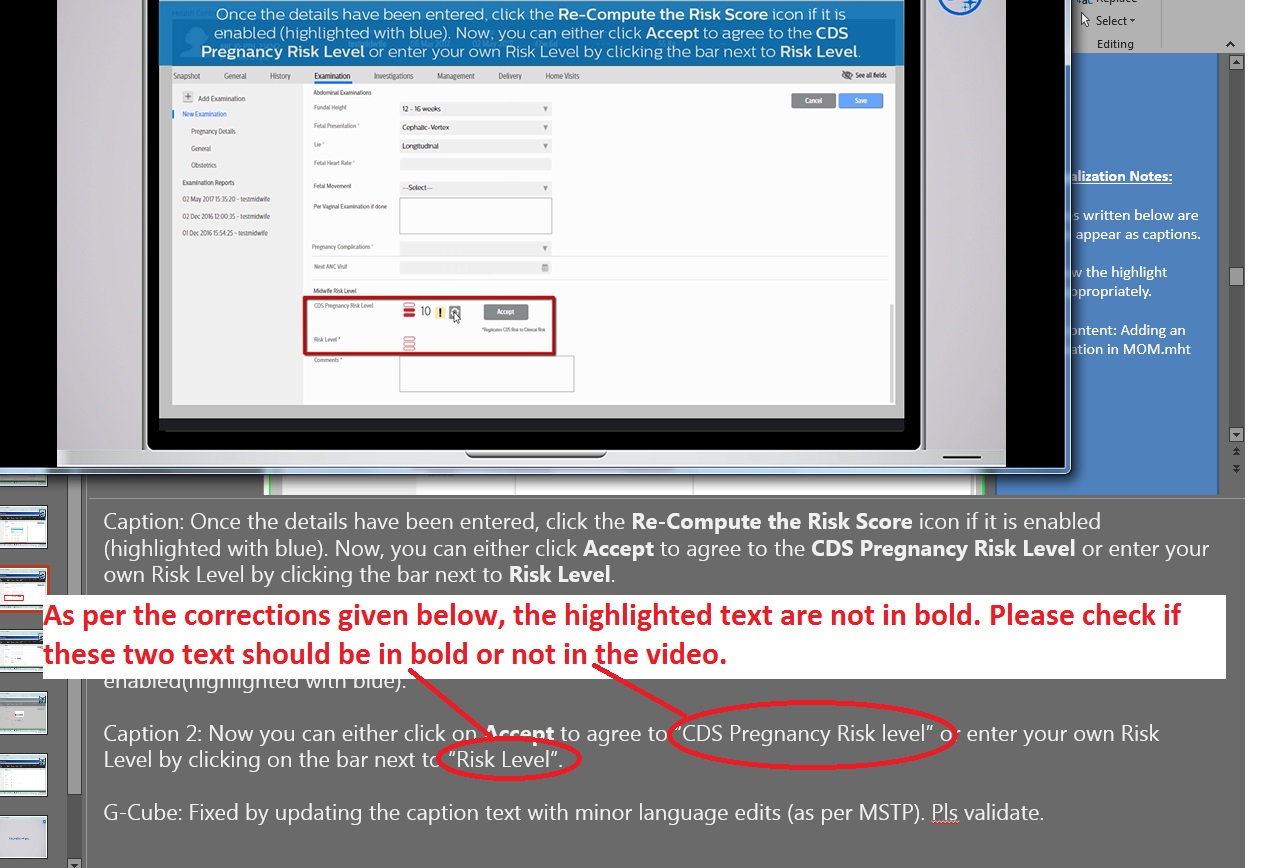 Once the details have been entered, click the Re-Compute the Risk Score icon if it is
enabled (highlighted with blue). Now, you can either click Accept to agree to the CDS
Pregnancy Risk Level or enter your own Risk Level by clicking the bar next to Risk Level.
Replace
Select
Editing
Snapshot General History Examination Investigations Management Delivery Home Visits See all fields
Add Examination
New Examination
Pregnancy Details
General
Obstetrics
Examination Reports
02 May 2017 15:35:20 - testmidwife
02 Dec 2016 12:00:35 - testmidwife
01 Dec 2016 15:54:25 - testmidwife
Abdominal Examinations
Cancel Save
Fundal Height 12 - 16 weeks
Fetal Presentation * Cephalic-Vertex
Lie * Longitudinal
Fetal Heart Rate *
Fetal Movement ---Select---
Per Vaginal Examination if done
Pregnancy Complications *
Next ANC Visit
Midwife Risk Level
CDS Pregnancy Risk Level 10 ! Accept
*Replicates CDS Risk to Clinical Risk
Risk Level *
Comments *
alization Notes:
s written below are
appear as captions.
w the highlight
propriately.
ontent: Adding an
ation in MOM.mht
Caption: Once the details have been entered, click the Re-Compute the Risk Score icon if it is enabled
(highlighted with blue). Now, you can either click Accept to agree to the CDS Pregnancy Risk Level or enter your
own Risk Level by clicking the bar next to Risk Level.
As per the corrections given below, the highlighted text are not in bold. Please check if
these two text should be in bold or not in the video.
enabled(highlighted with blue).
Caption 2: Now you can either click on Accept to agree to “CDS Pregnancy Risk level” or enter your own Risk
Level by clicking on the bar next to “Risk Level”.
G-Cube: Fixed by updating the caption text with minor language edits (as per MSTP). Pls validate.